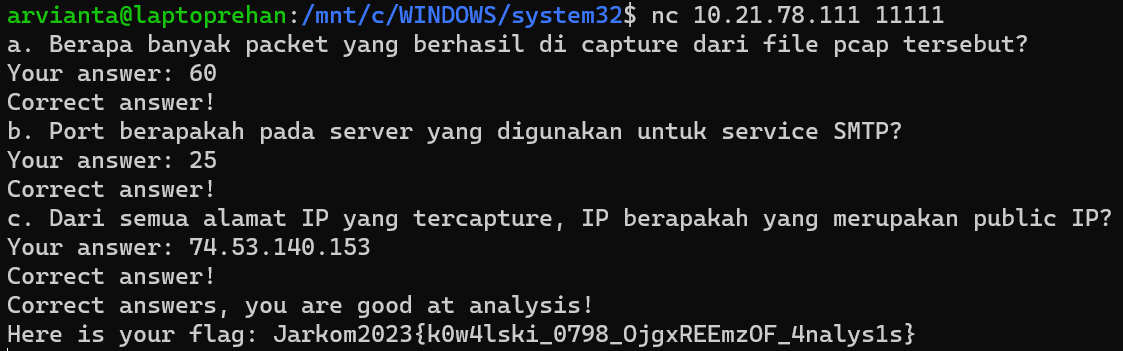 arvianta@laptoprehan:/mnt/c/WINDOWS/system32$ nc 10.21.78.111 11111
a. Berapa banyak packet yang berhasil di capture dari file pcap tersebut?
Your answer: 60
Correct answer!
b. Port berapakah pada server yang digunakan untuk service SMTP?
Your answer: 25
Correct answer!
c. Dari semua alamat IP yang tercapture, IP berapakah yang merupakan public IP?
Your answer: 74.53.140.153
Correct answer!
Correct answers, you are good at analysis!
Here is your flag: Jarkom2023{k0w4lski_0798_OjgxREEmzOF_4nalys1s}